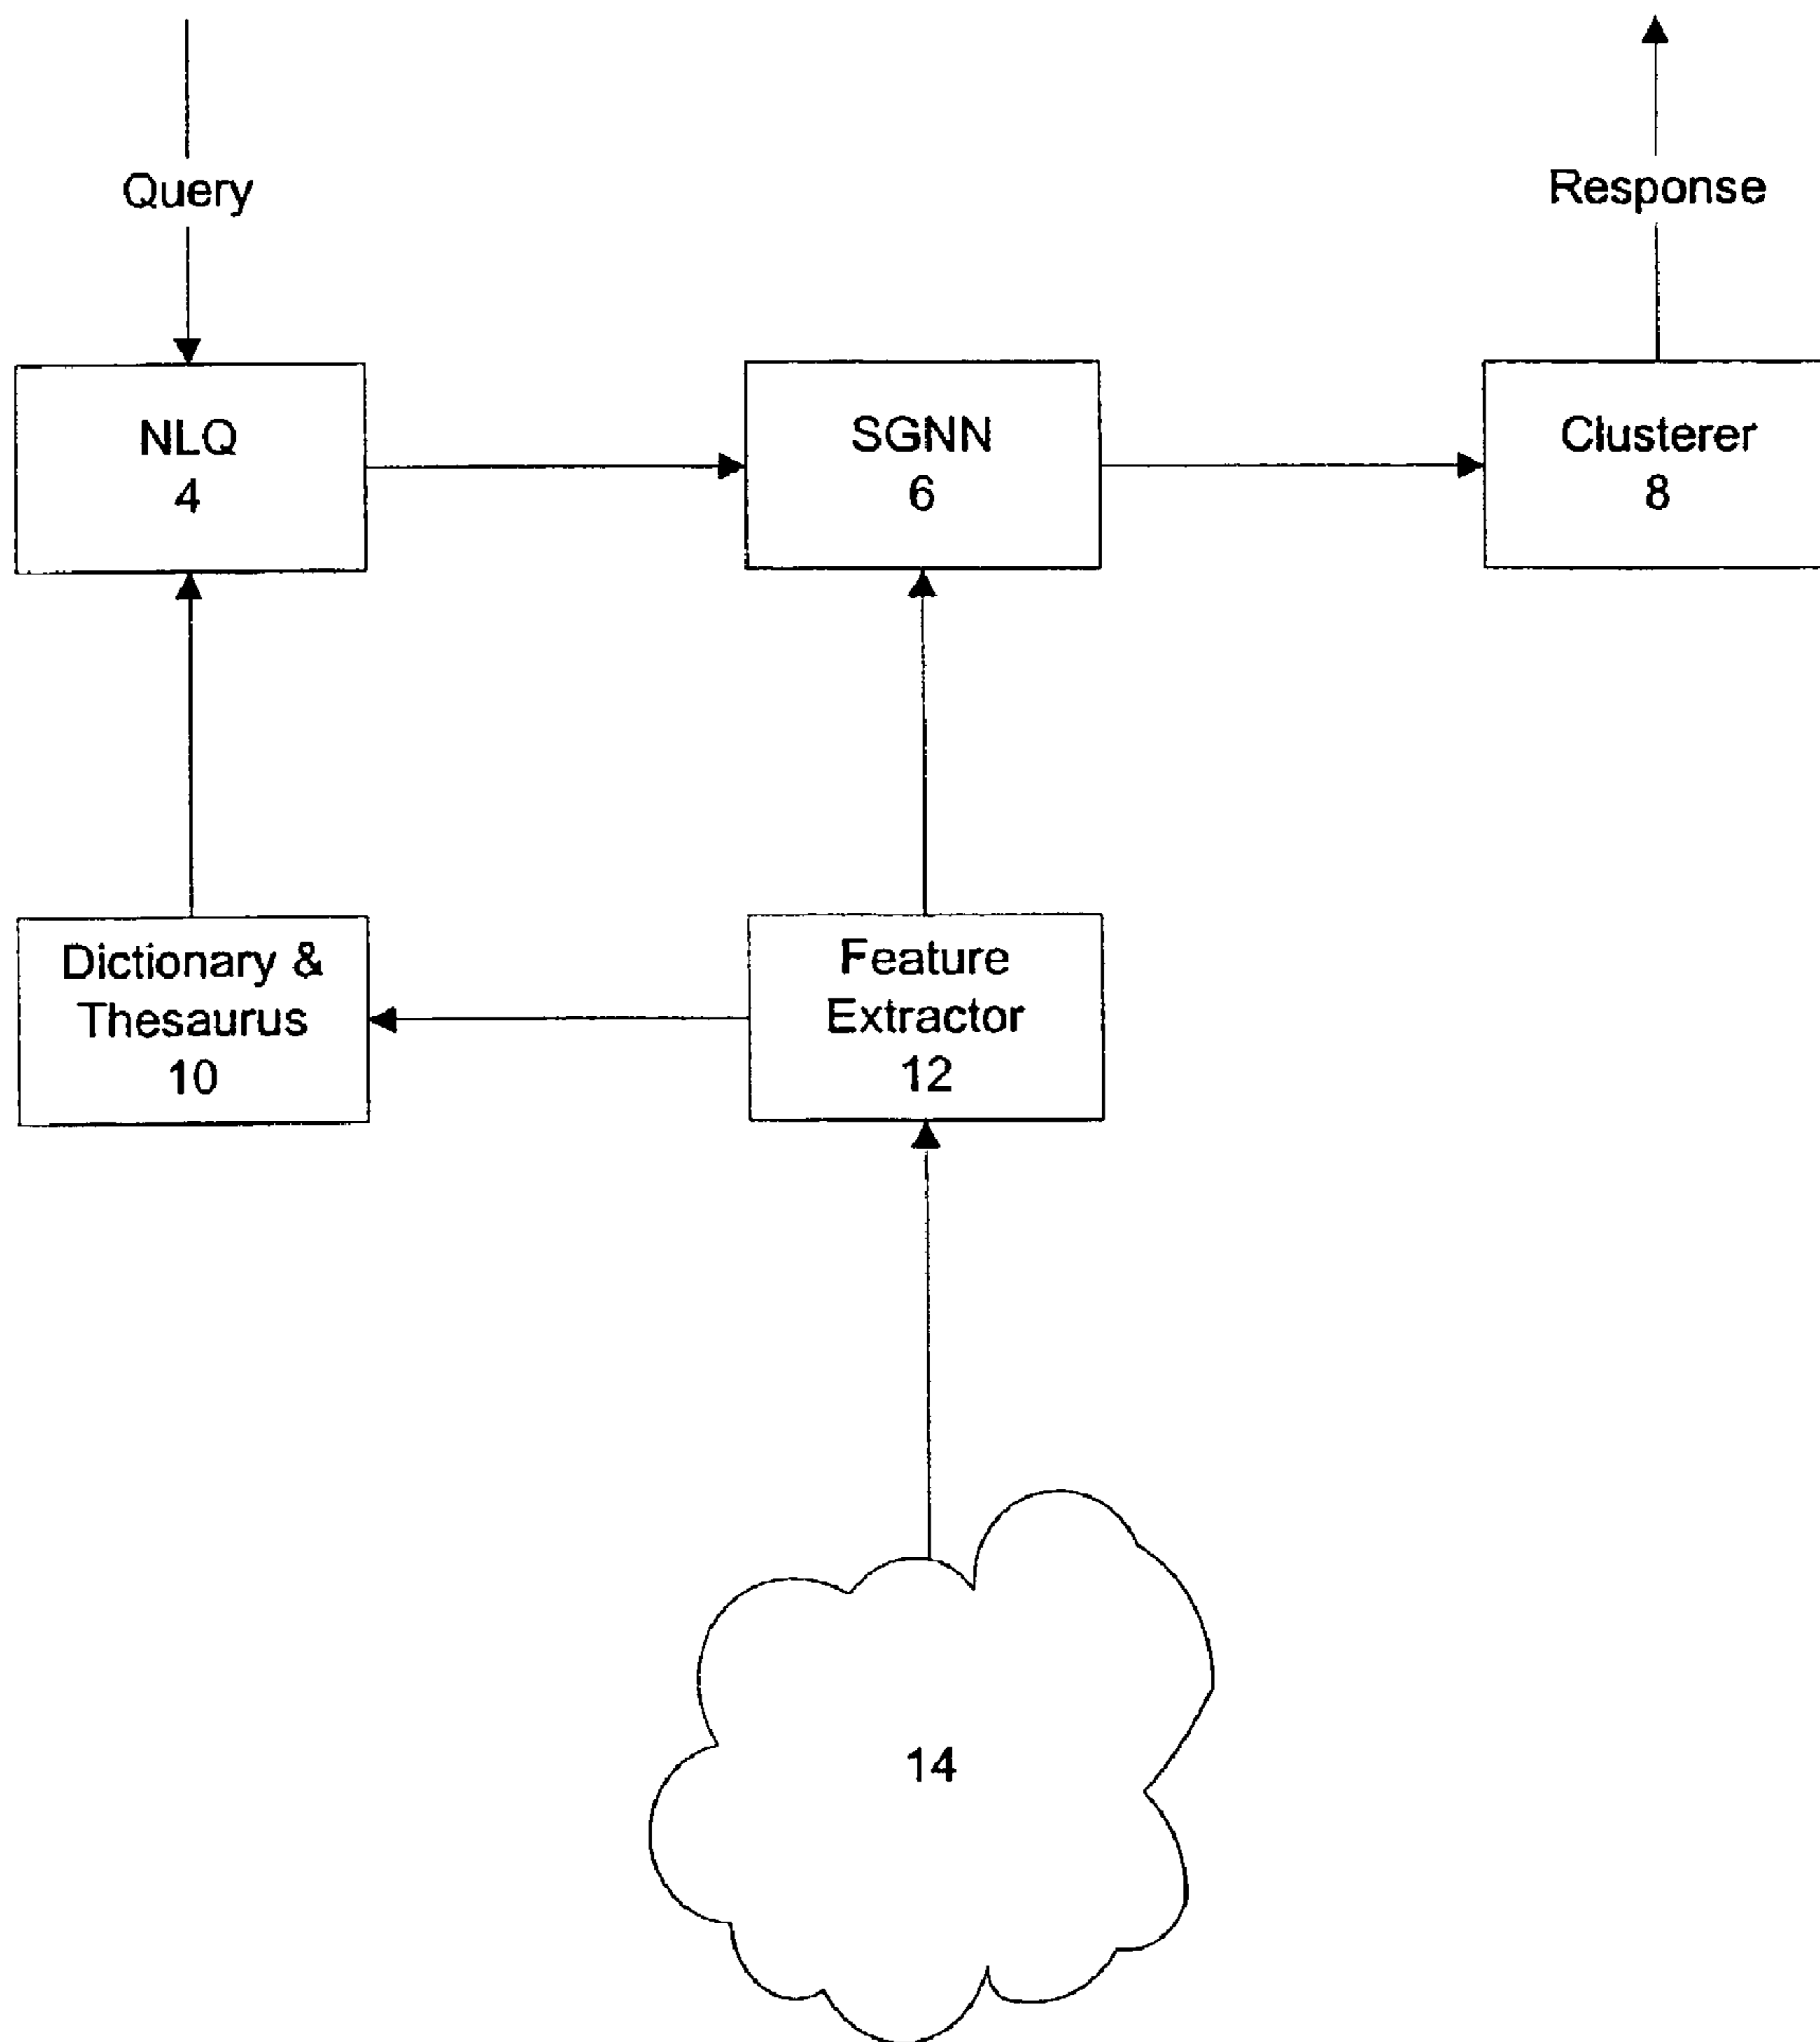 Query
Response
NLQ
4
SGNN
6
Clusterer
8
Dictionary &
Thesaurus
10
Feature
Extractor
12
14